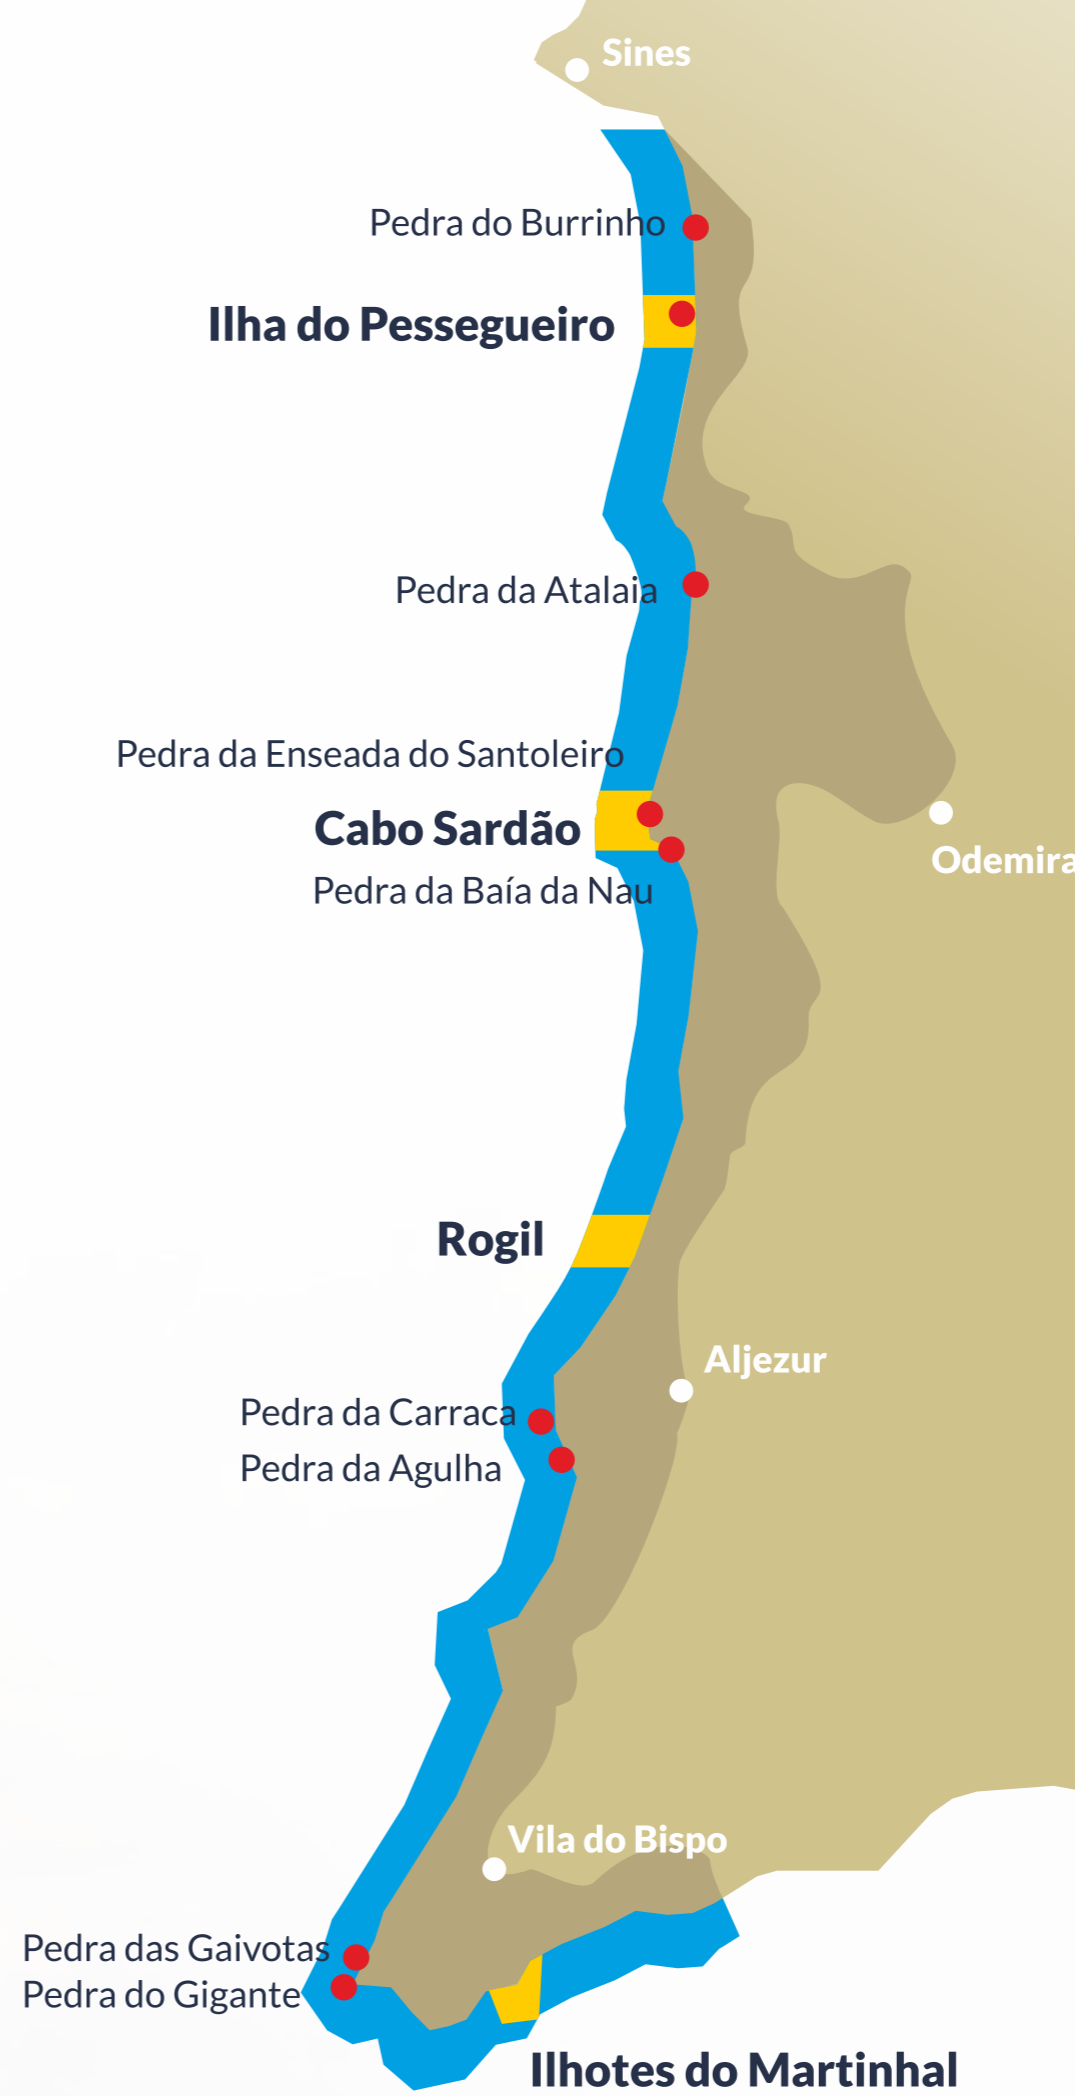 Sines
Pedra do Burrinho
Ilha do Pessegueiro
Pedra da Atalaia
Pedra da Enseada do Santoleiro
Cabo Sardão
Odemira
Pedra da Baía da Nau
Rogil
Aljezur
Pedra da Carraca
Pedra da Agulha
Vila do Bispo
Pedra das Gaivotas
Pedra do Gigante
Ilhotes do Martinhal